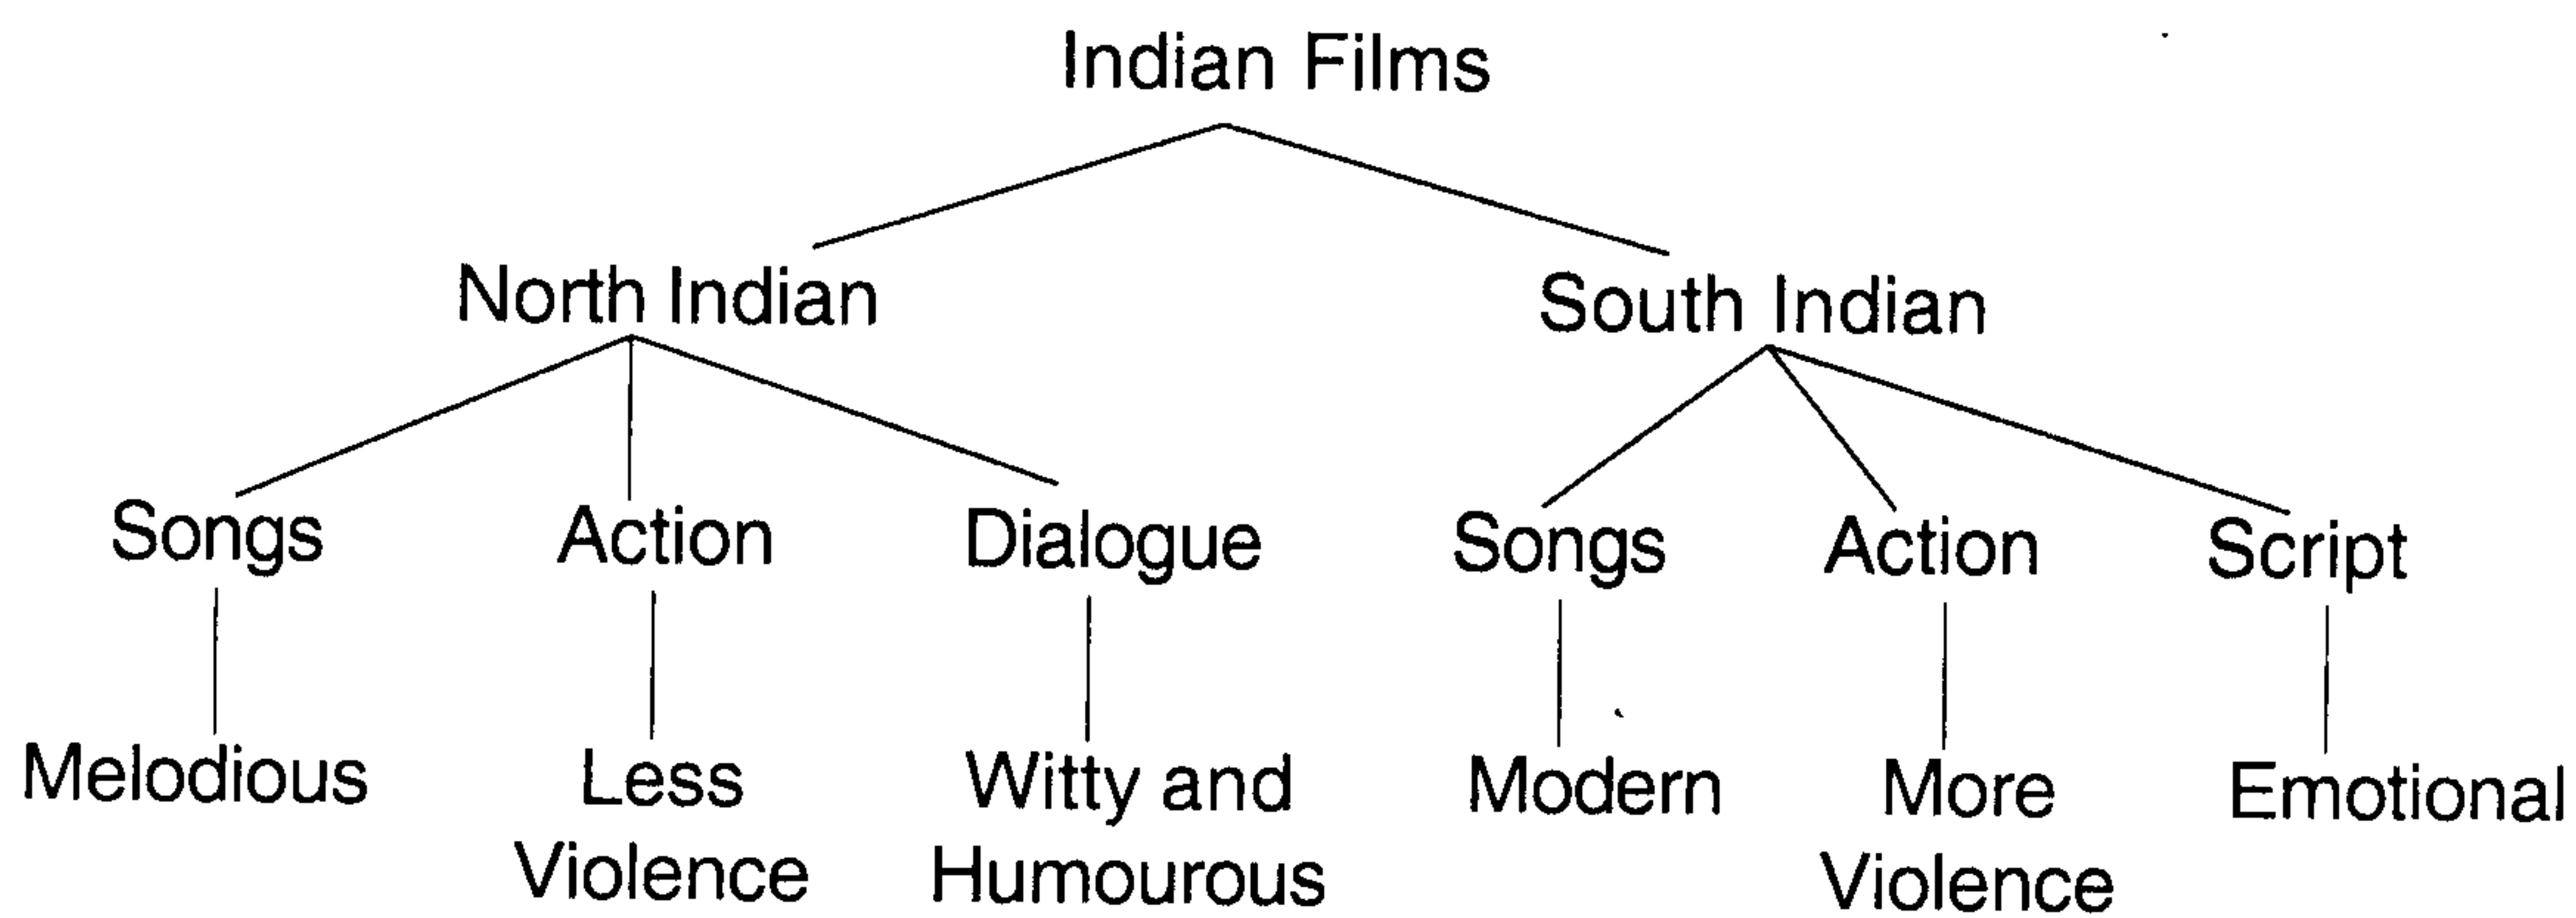 Indian Films
North Indian
South Indian
Songs
Action
Dialogue
Songs
Action
Script
Melodious
Less
Violence
Witty and
Humourous
Modern
More
Violence
Emotional